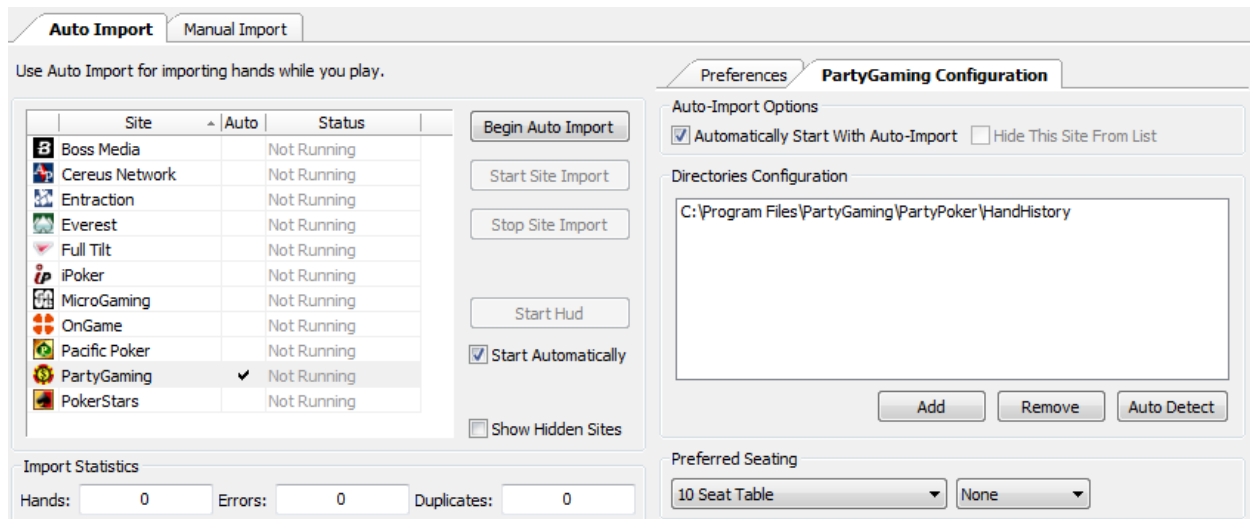 Auto Import Manual Import
Use Auto Import for importing hands while you play.
Site Auto Status
Boss Media Not Running
Cereus Network Not Running
Entraction Not Running
Everest Not Running
Full Tilt Not Running
iPoker Not Running
MicroGaming Not Running
OnGame Not Running
Pacific Poker Not Running
PartyGaming Not Running
PokerStars Not Running
Begin Auto Import
Start Site Import
Stop Site Import
Start Hud
Start Automatically
Show Hidden Sites
Import Statistics
Hands: 0 Errors: 0 Duplicates: 0
Preferences PartyGaming Configuration
Auto-Import Options
Automatically Start With Auto-Import Hide This Site From List
Directories Configuration
C:\Program Files\PartyGaming\PartyPoker\HandHistory
Add Remove Auto Detect
Preferred Seating
10 Seat Table None